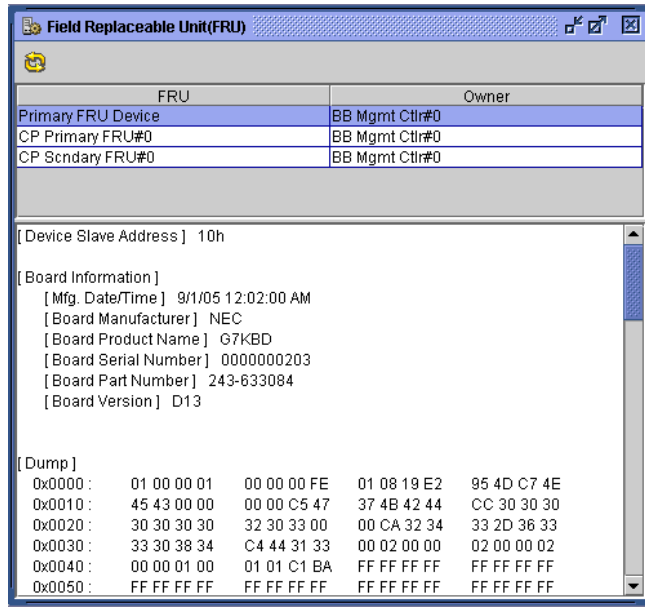 Field Replaceable Unit(FRU)
FRU Owner
Primary FRU Device BB Mgmt Ctlr#0
CP Primary FRU#0 BB Mgmt Ctlr#0
CP Scndary FRU#0 BB Mgmt Ctlr#0
[ Device Slave Address ] 10h
[ Board Information ]
[ Mfg. Date/Time ] 9/1/05 12:02:00 AM
[ Board Manufacturer ] NEC
[ Board Product Name ] G7KBD
[ Board Serial Number ] 0000000203
[ Board Part Number ] 243-633084
[ Board Version ] D13
[ Dump ]
0x0000 : 01 00 00 01 00 00 00 FE 01 08 19 E2 95 4D C7 4E
0x0010 : 45 43 00 00 00 00 C5 47 37 4B 42 44 CC 30 30 30
0x0020 : 30 30 30 30 32 30 33 00 00 CA 32 34 33 2D 36 33
0x0030 : 33 30 38 34 C4 44 31 33 00 02 00 00 02 00 00 02
0x0040 : 00 00 01 00 01 01 C1 BA FF FF FF FF FF FF FF FF
0x0050 : FF FF FF FF FF FF FF FF FF FF FF FF FF FF FF FF